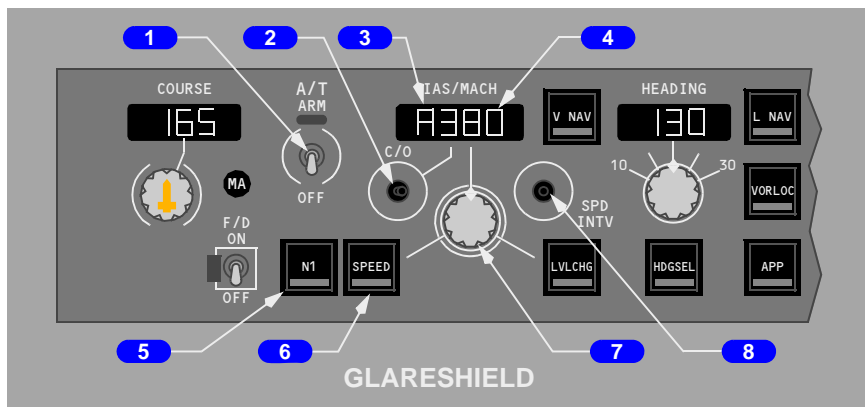 1 2 3 4
COURSE A/T ARM IAS/MACH HEADING
165 A380 V NAV 130 L NAV
C/O 10 30
MA OFF SPD INTV VORLOC
F/D ON
N1 SPEED LVLCHG HDGSEL APP
OFF
5 6 7 8
GLARESHIELD